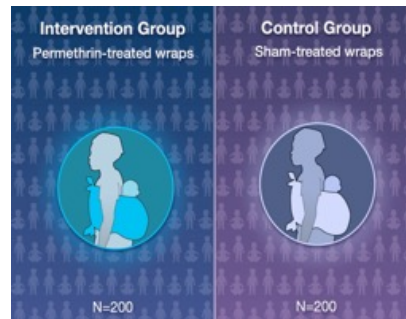 Intervention Group
Permethrin-treated wraps
N=200
Control Group
Sham-treated wraps
N=200